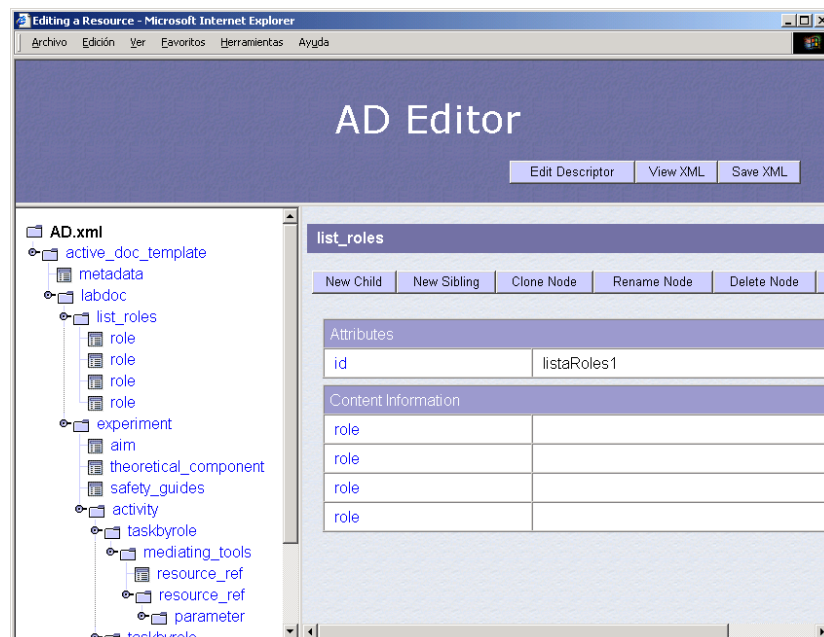 Editing a Resource - Microsoft Internet Explorer
Archivo Edición Ver Favoritos Herramientas Ayuda
AD Editor
Edit Descriptor View XML Save XML
AD.xml
active_doc_template
metadata
labdoc
list_roles
role
role
role
role
experiment
aim
theoretical_component
safety_guides
activity
taskbyrole
mediating_tools
resource_ref
resource_ref
parameter
taskbyrole
list_roles
New Child New Sibling Clone Node Rename Node Delete Node
Attributes
id listaRoles1
Content Information
role
role
role
role